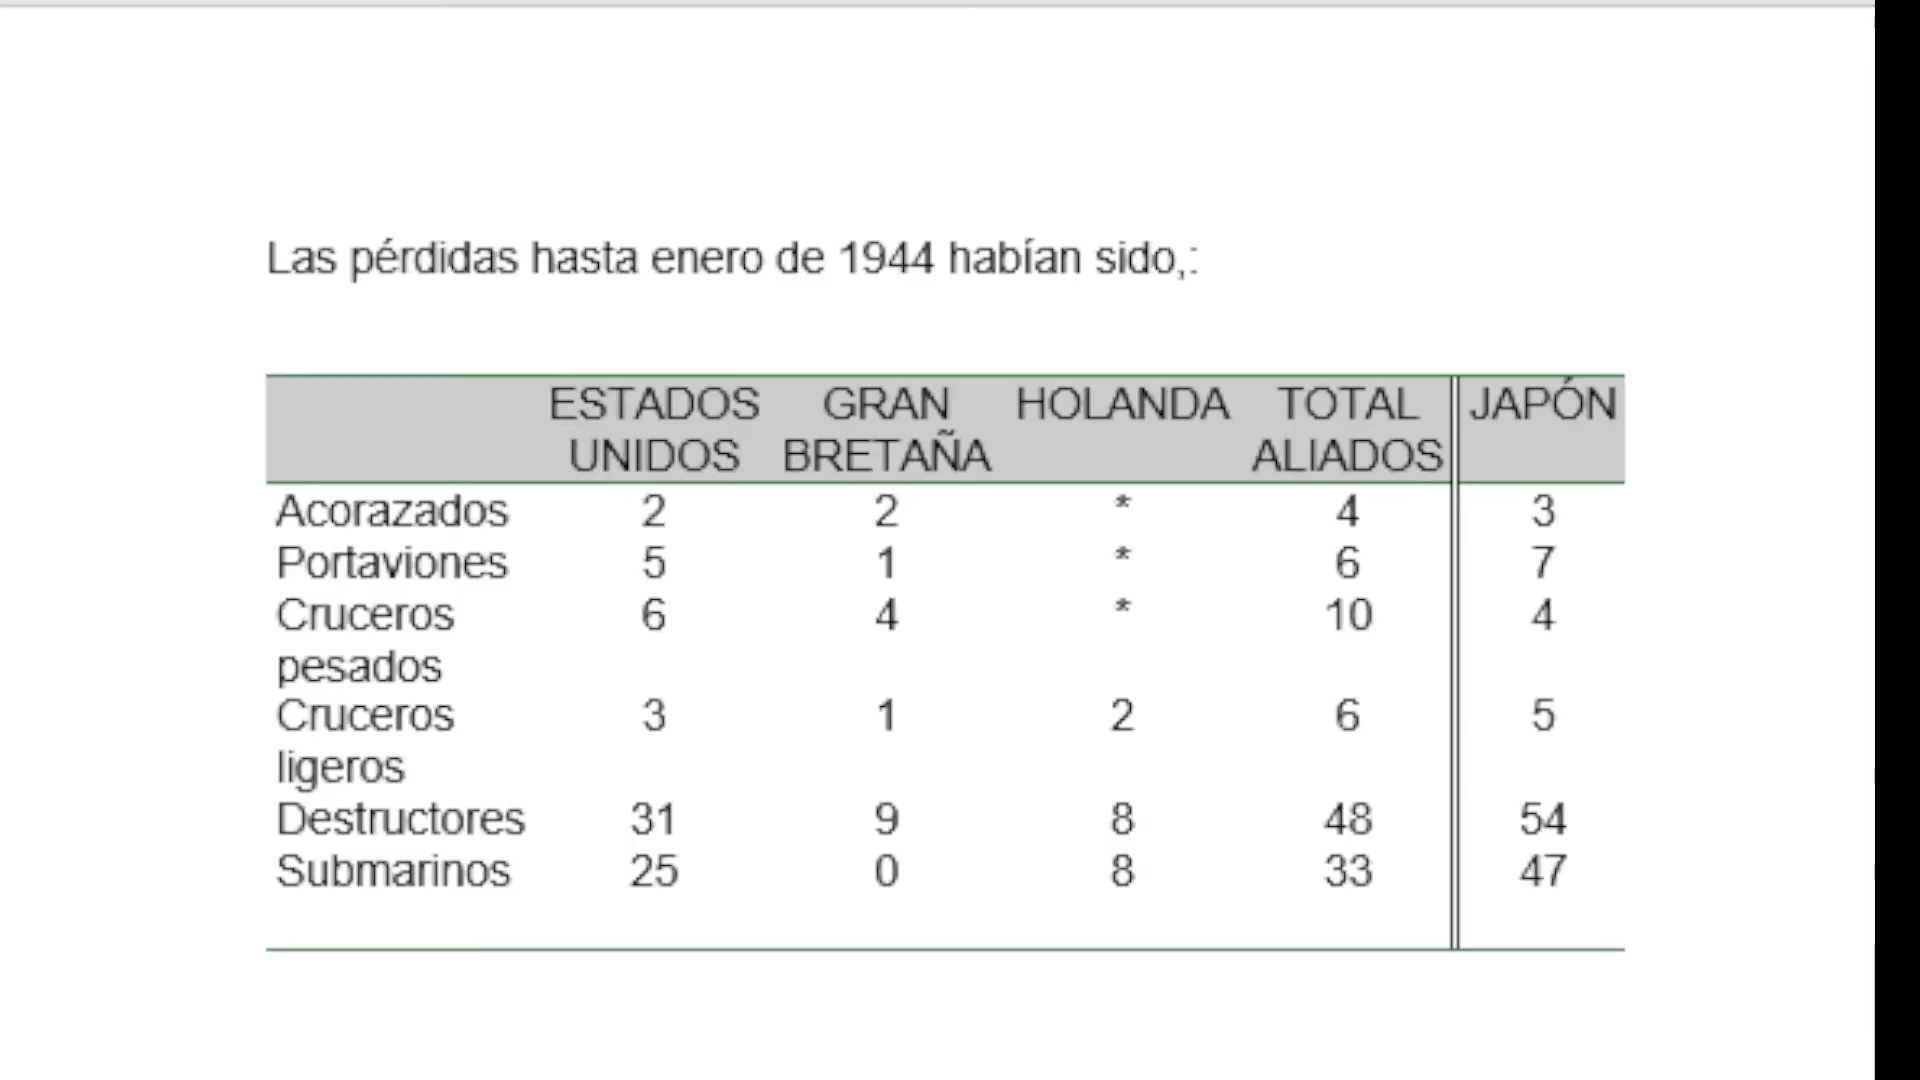 Las pérdidas hasta enero de 1944 habían sido,:
ESTADOS UNIDOS GRAN BRETAÑA HOLANDA TOTAL ALIADOS JAPÓN
Acorazados 2 2 * 4 3
Portaviones 5 1 * 6 7
Cruceros pesados 6 4 * 10 4
Cruceros ligeros 3 1 2 6 5
Destructores 31 9 8 48 54
Submarinos 25 0 8 33 47